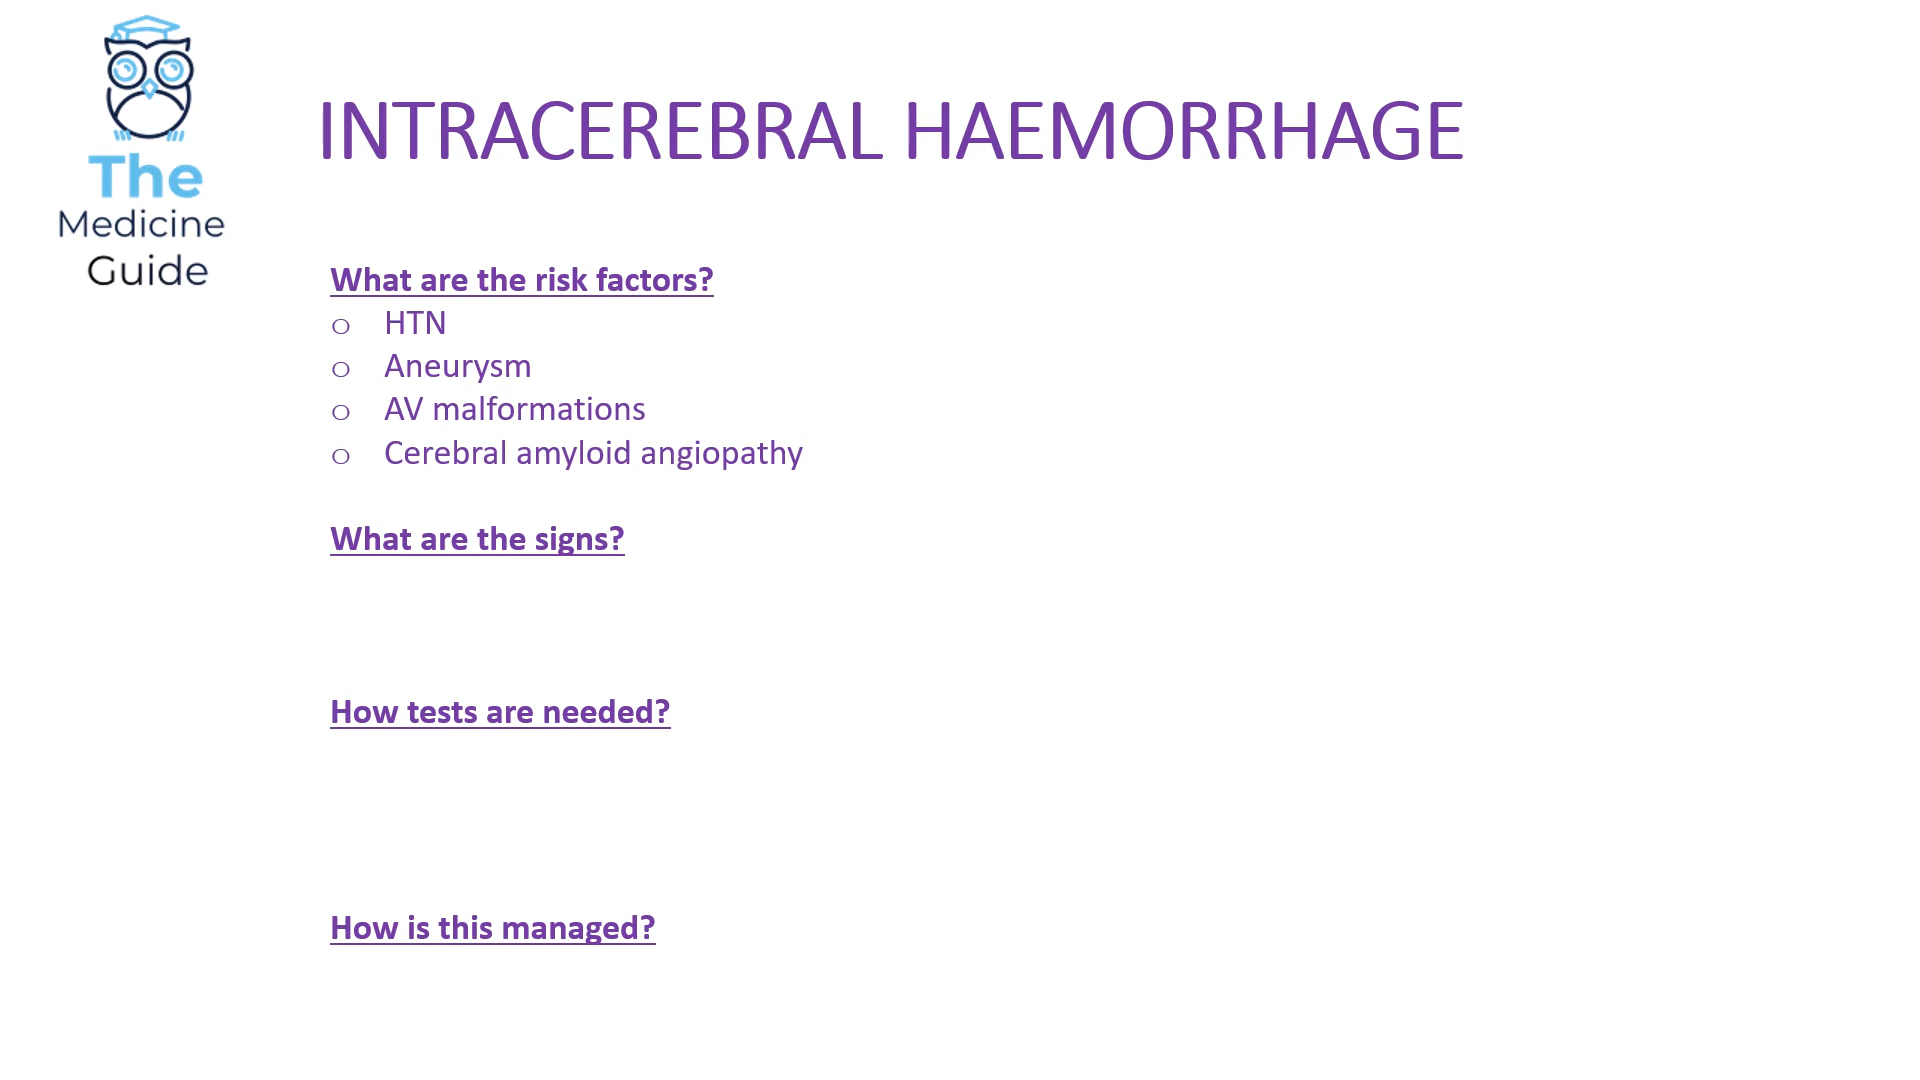 The
Medicine
Guide
INTRACEREBRAL HAEMORRHAGE
What are the risk factors?
o HTN
o Aneurysm
o AV malformations
o Cerebral amyloid angiopathy
What are the signs?
How tests are needed?
How is this managed?